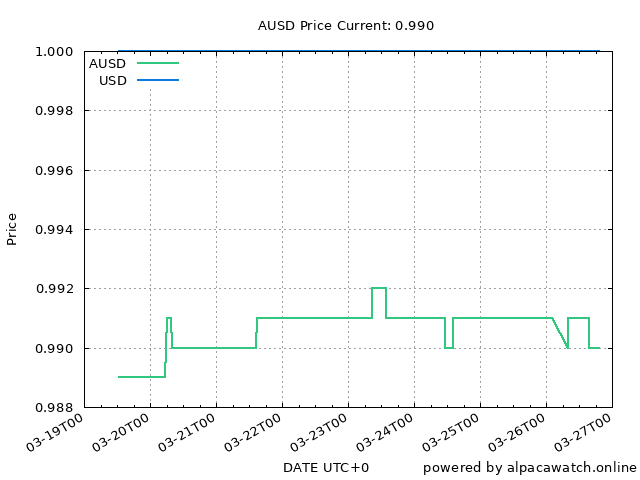 AUSD Price Current: 0.990
1.000
AUSD
USD
0.998
0.996
0.994
0.992
0.990
0.988
Price
03-19T00
03-20T00
03-21T00
03-22T00
03-23T00
03-24T00
03-25T00
03-26T00
03-27T00
DATE UTC+0
powered by alpacawatch.online